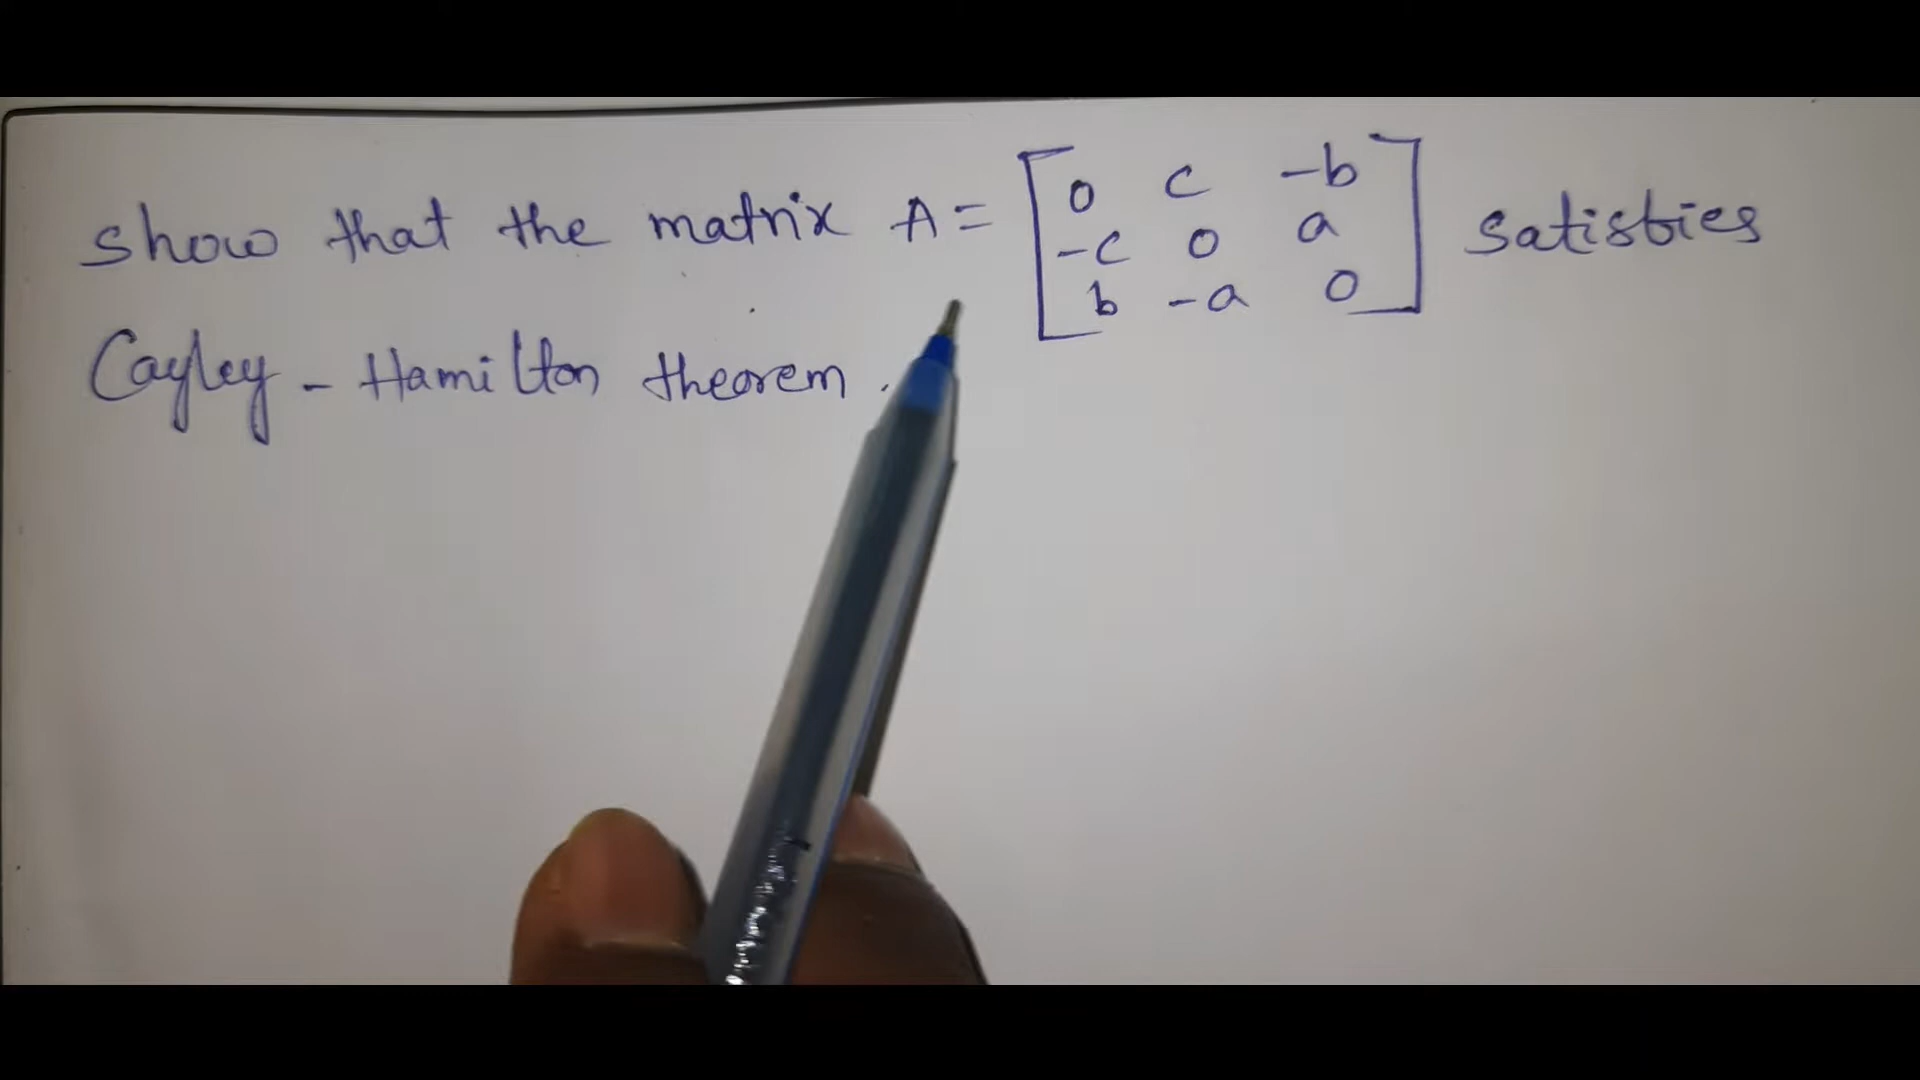 show that the matrix A = [0 c -b
-c 0 a
b -a 0] satisfies
Cayley - Hamilton theorem.